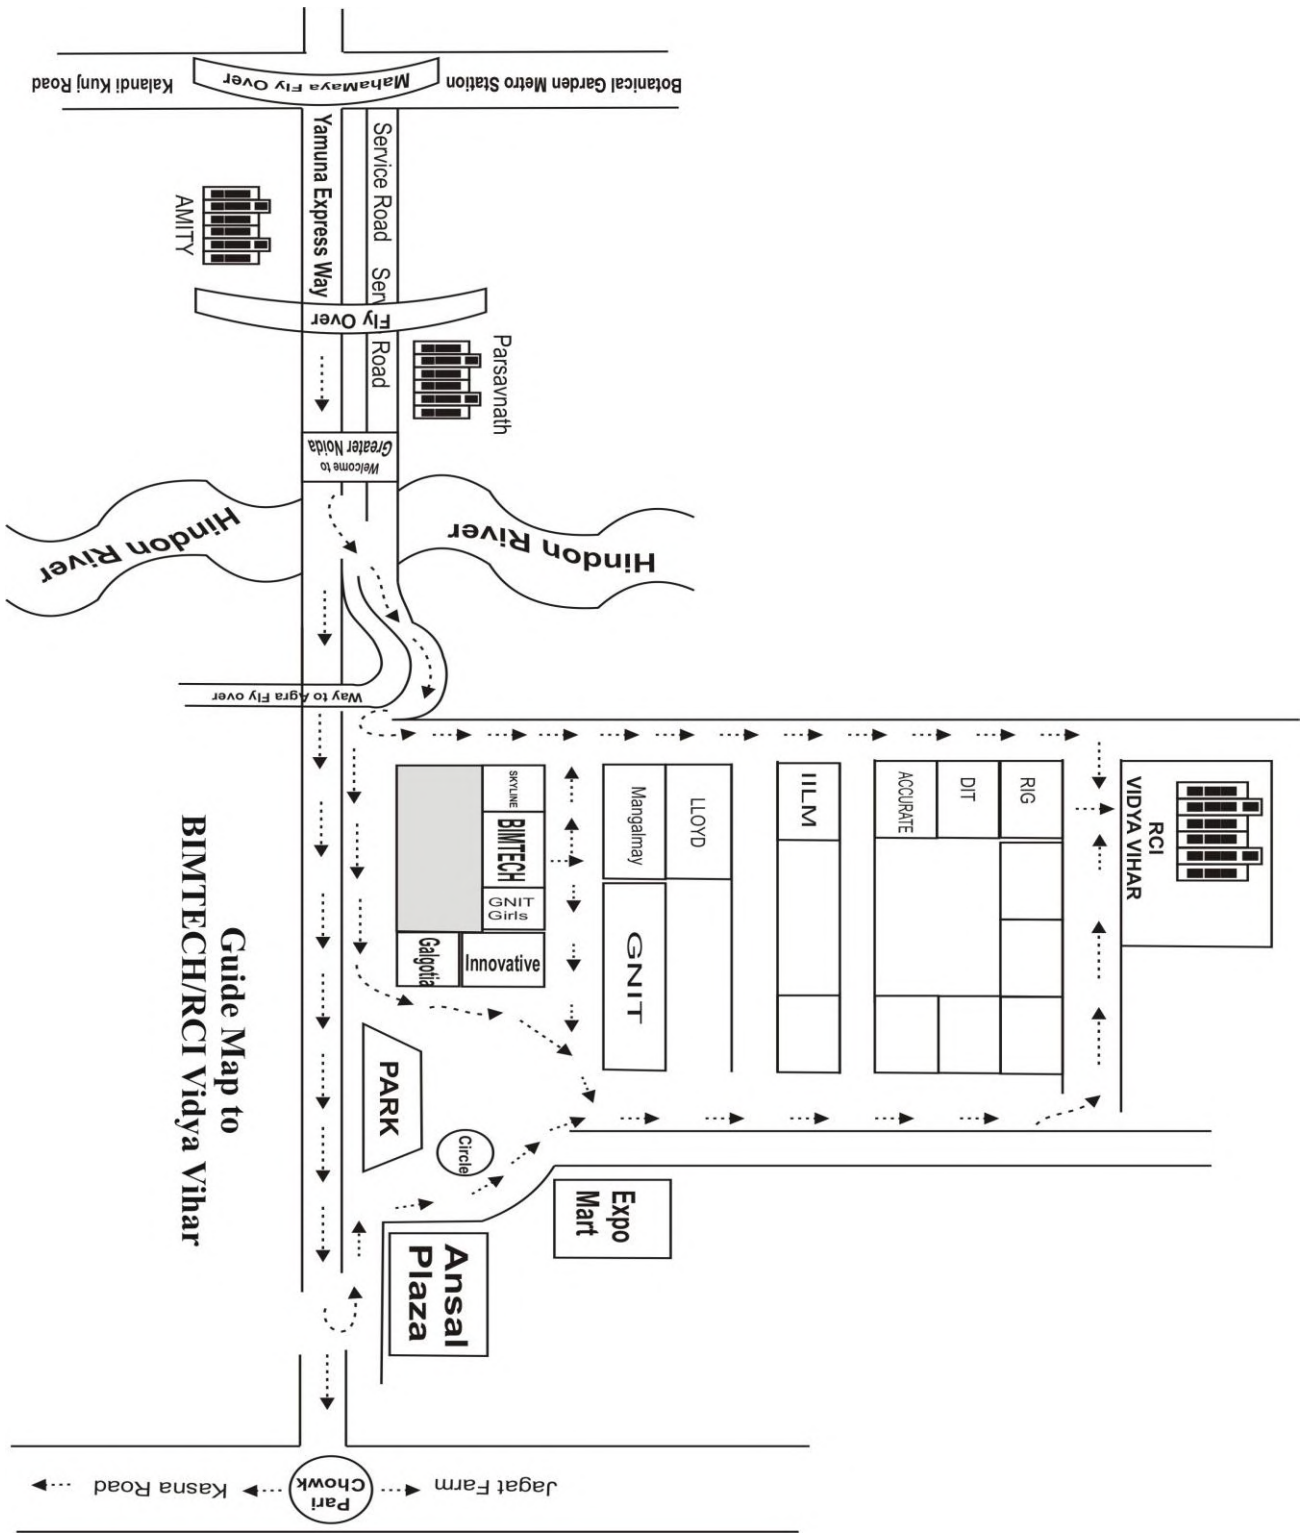 Kalandi Kunj Road
MahaMaya Fly Over
Botanical Garden Metro Station
Yamuna Express Way
Service Road
Service Road
AMITY
Fly Over
Parsavnath
Welcome to
Greater Noida
Hindon River
Hindon River
Way to Agra Fly over
SKYLINE
BIMTECH
GNIT
Girls
Galgotia
Innovative
Mangalmay
LLOYD
GNIT
IILM
ACCURATE
DIT
RIG
RCI
VIDYA VIHAR
PARK
Circle
Expo
Mart
Ansal
Plaza
Guide Map to
BIMTECH/RCI Vidya Vihar
Kasna Road
Pari
Chowk
Jagat Farm